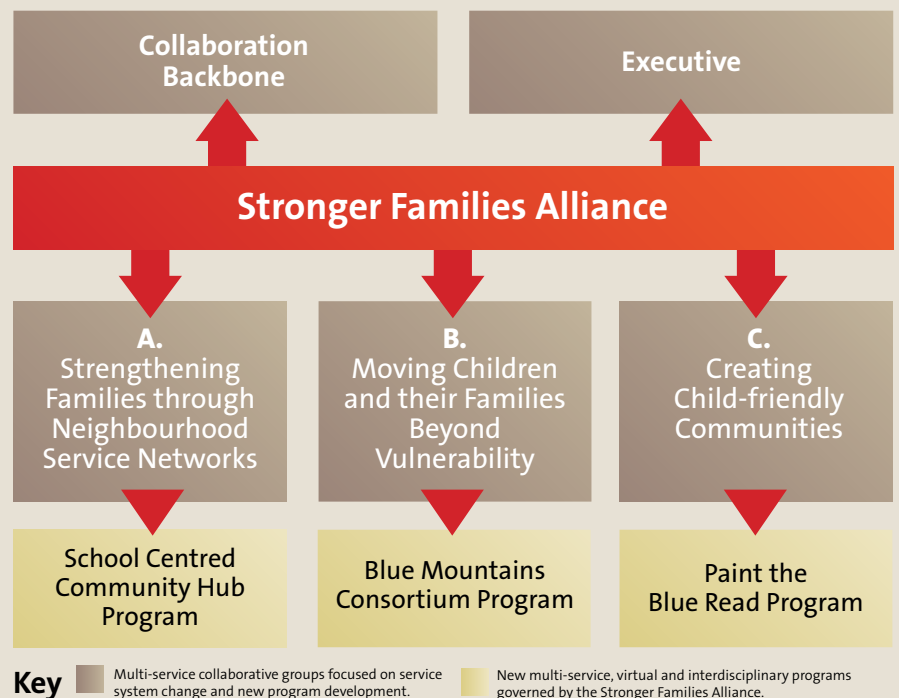 Collaboration
Backbone
Executive
Stronger Families Alliance
A.
Strengthening
Families through
Neighbourhood
Service Networks
B.
Moving Children
and their Families
Beyond
Vulnerability
C.
Creating
Child-friendly
Communities
School Centred
Community Hub
Program
Blue Mountains
Consortium Program
Paint the
Blue Read Program
Key
Multi-service collaborative groups focused on service
system change and new program development.
New multi-service, virtual and interdisciplinary programs
governed by the Stronger Families Alliance.